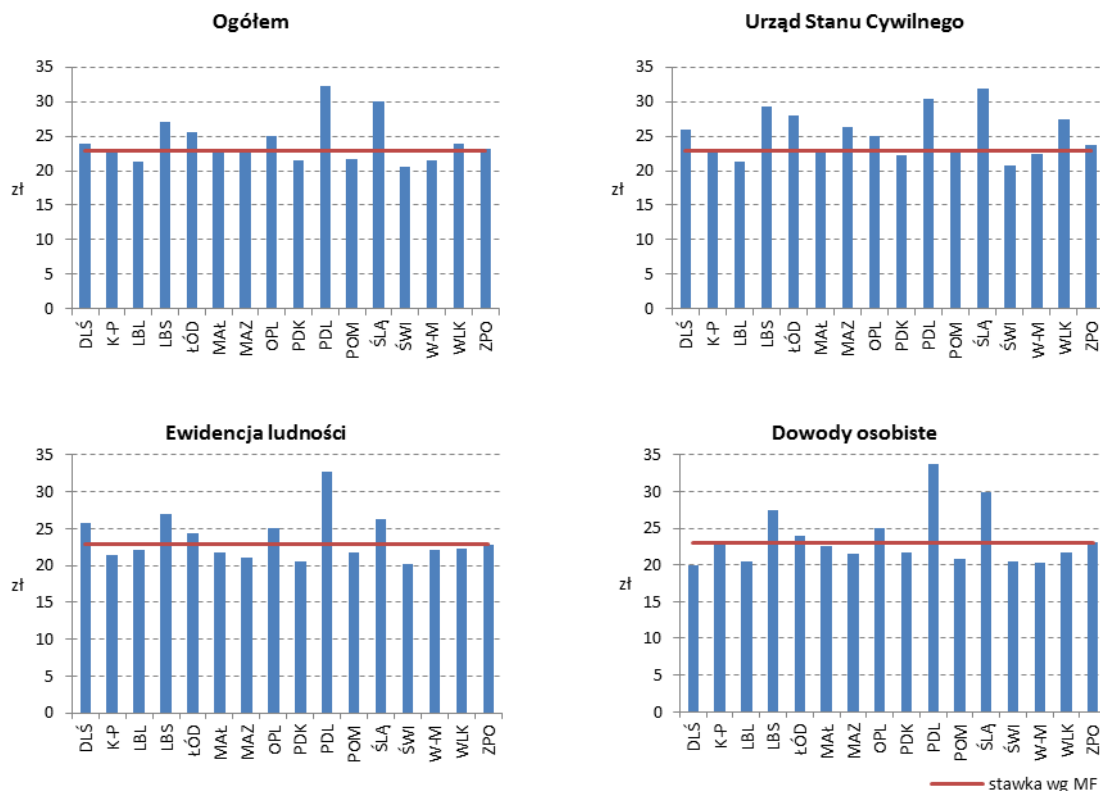 Ogółem
35
30
25
20
15
10
5
0
zł
DLŚ K-P LBL LBS ŁÓD MAŁ MAZ OPL PDK PDL POM ŚLĄ ŚWI W-M WLK ZPO
Urząd Stanu Cywilnego
35
30
25
20
15
10
5
0
zł
DLŚ K-P LBL LBS ŁÓD MAŁ MAZ OPL PDK PDL POM ŚLĄ ŚWI W-M WLK ZPO
Ewidencja ludności
35
30
25
20
15
10
5
0
zł
DLŚ K-P LBL LBS ŁÓD MAŁ MAZ OPL PDK PDL POM ŚLĄ ŚWI W-M WLK ZPO
Dowody osobiste
35
30
25
20
15
10
5
0
zł
DLŚ K-P LBL LBS ŁÓD MAŁ MAZ OPL PDK PDL POM ŚLĄ ŚWI W-M WLK ZPO
stawka wg MF